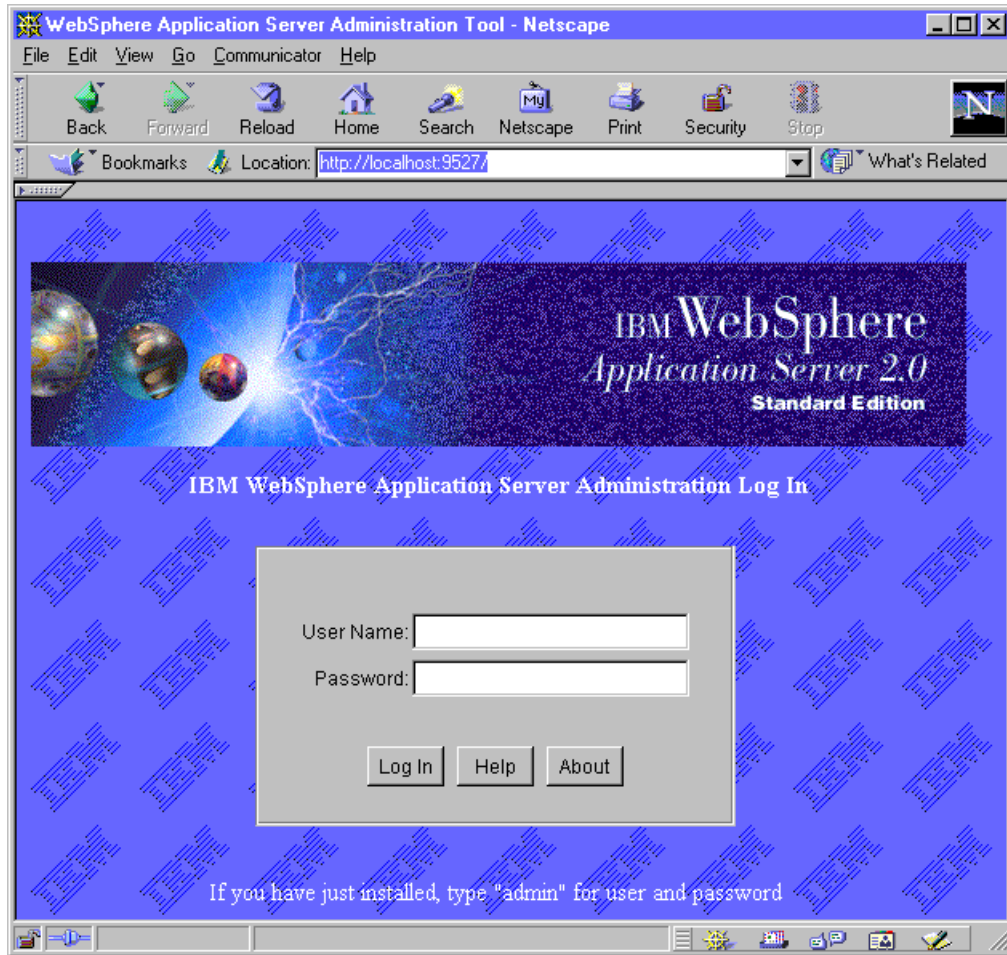 WebSphere Application Server Administration Tool - Netscape
File Edit View Go Communicator Help
My
Back Forward Reload Home Search Netscape Print Security Stop
N
Bookmarks Location: http://localhost:9527/ What's Related
IBM WebSphere
Application Server 2.0
Standard Edition
IBM WebSphere Application Server Administration Log In
User Name:
Password:
Log In Help About
If you have just installed, type "admin" for user and password